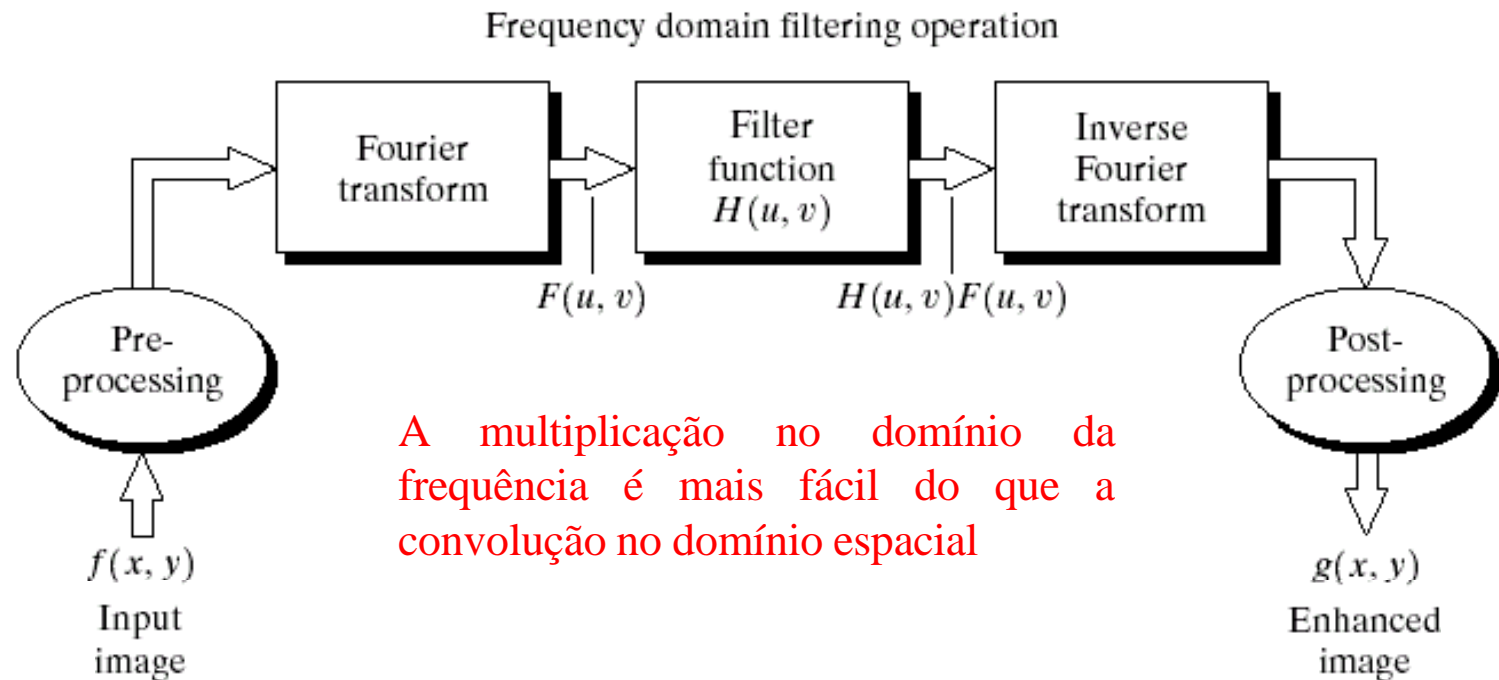 Frequency domain filtering operation
Fourier
transform
Filter
function
H(u, v)
Inverse
Fourier
transform
F(u, v)
H(u, v)F(u, v)
Pre-
processing
Post-
processing
A multiplicação no domínio da
frequência é mais fácil do que a
convolução no domínio espacial
f(x, y)
Input
image
g(x, y)
Enhanced
image